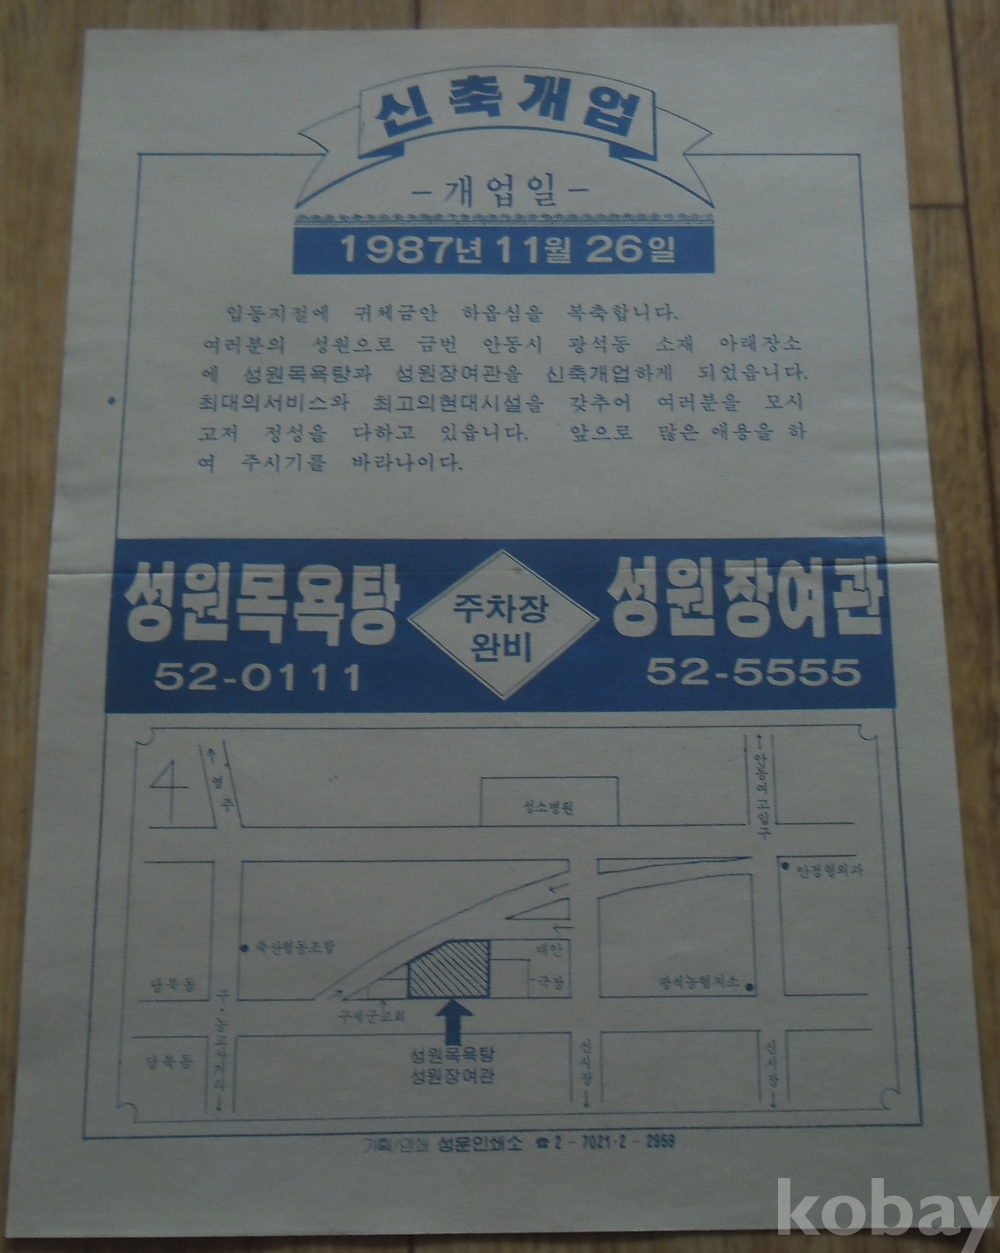 신축개업
-개업일-
1987년 11월 26일
입동지절에 귀체금안 하옵심을 복축합니다.
여러분의 성원으로 금번 안동시 광석동 소재 아래장소
에 성원목욕탕과 성원장여관을 신축개업하게 되었읍니다.
최대의서비스와 최고의현대시설을 갖추어 여러분을 모시
고저 정성을 다하고 있읍니다. 앞으로 많은 애용을 하
여 주시기를 바라나이다.
성원목욕탕
52-0111
주차장
완비
성원장여관
52-5555
영주
성소병원
안동여고입구
안정형외과
축산협동조합
대안
극장
당북동
광석농협지소
구세군교회
당북동
성원목욕탕
성원장여관
신시장
신시장
기획/인쇄 성문인쇄소 ☎ 2-7021·2-2959
kobay